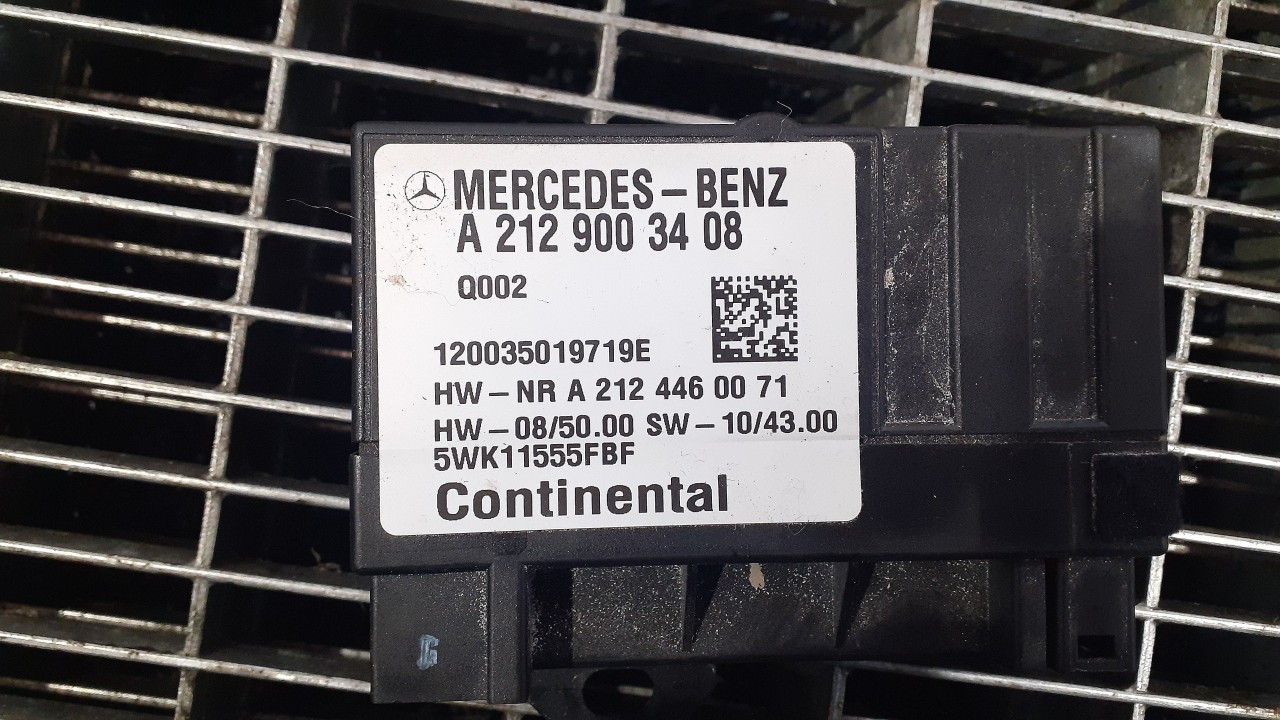 MERCEDES-BENZ
A 212 900 34 08
Q002
120035019719E
HW-NR A 212 446 00 71
HW-08/50.00 SW-10/43.00
5WK11555FBF
Continental
G